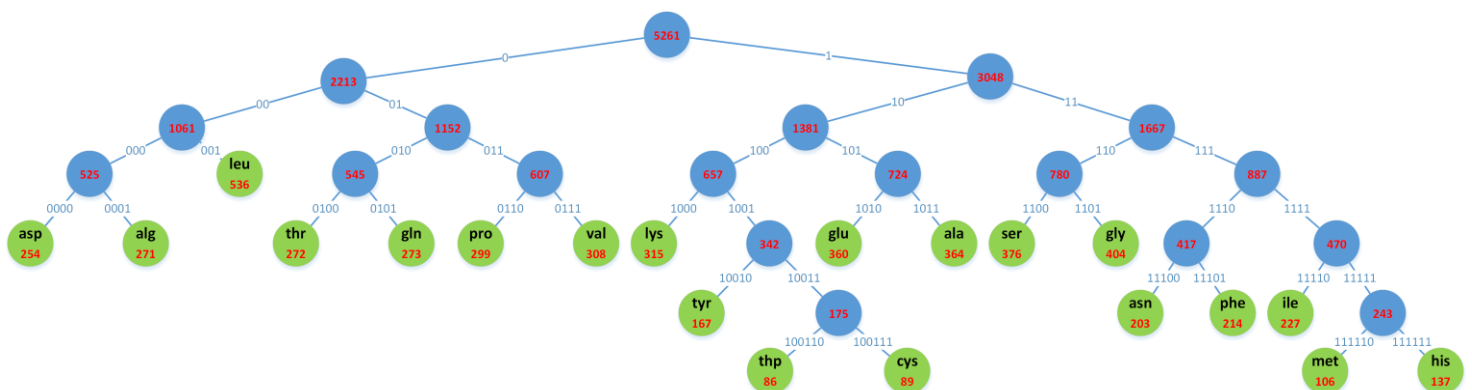 5261
0 1
2213 3048
00 01 10 11
1061 1152 1381 1667
000 001 010 011 100 101 110 111
525 leu 545 607 657 724 780 887
536
0000 0001 0100 0101 0110 0111 1000 1001 1010 1011 1100 1101 1110 1111
asp alg thr gln pro val lys 342 glu ala ser gly 417 470
254 271 272 273 299 308 315 360 364 376 404
10010 10011 11100 11101 11110 11111
tyr 175 asn phe ile 243
167 203 214 227
100110 100111 111110 111111
thp cys met his
86 89 106 137